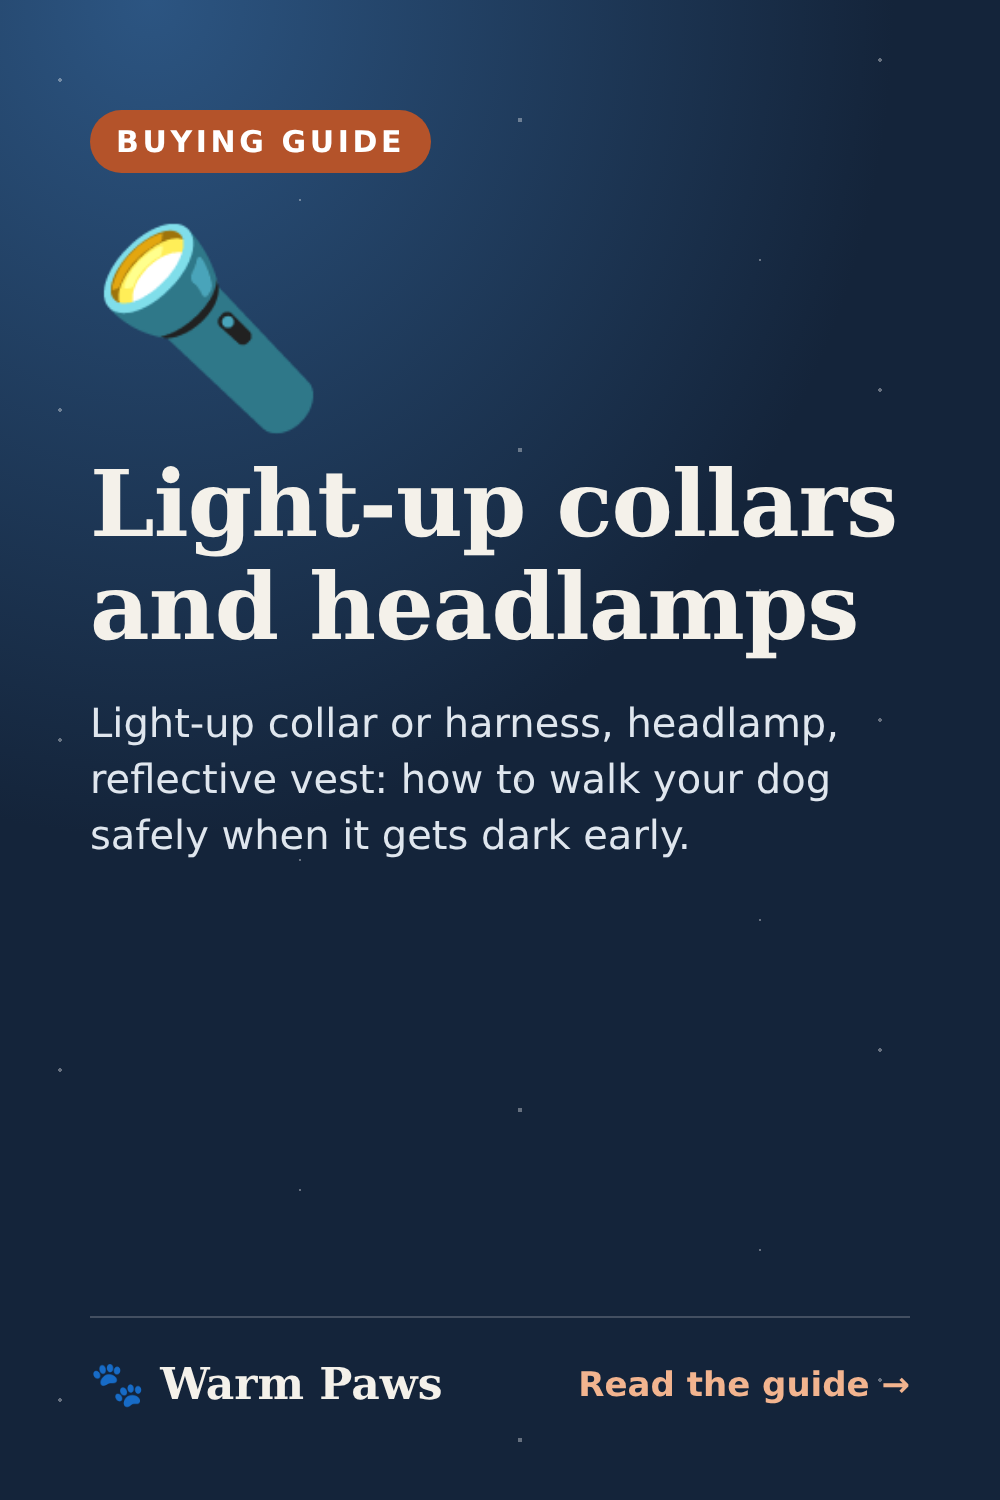 BUYING GUIDE
Light-up collars
and headlamps
Light-up collar or harness, headlamp,
reflective vest: how to walk your dog
safely when it gets dark early.
Warm Paws
Read the guide →